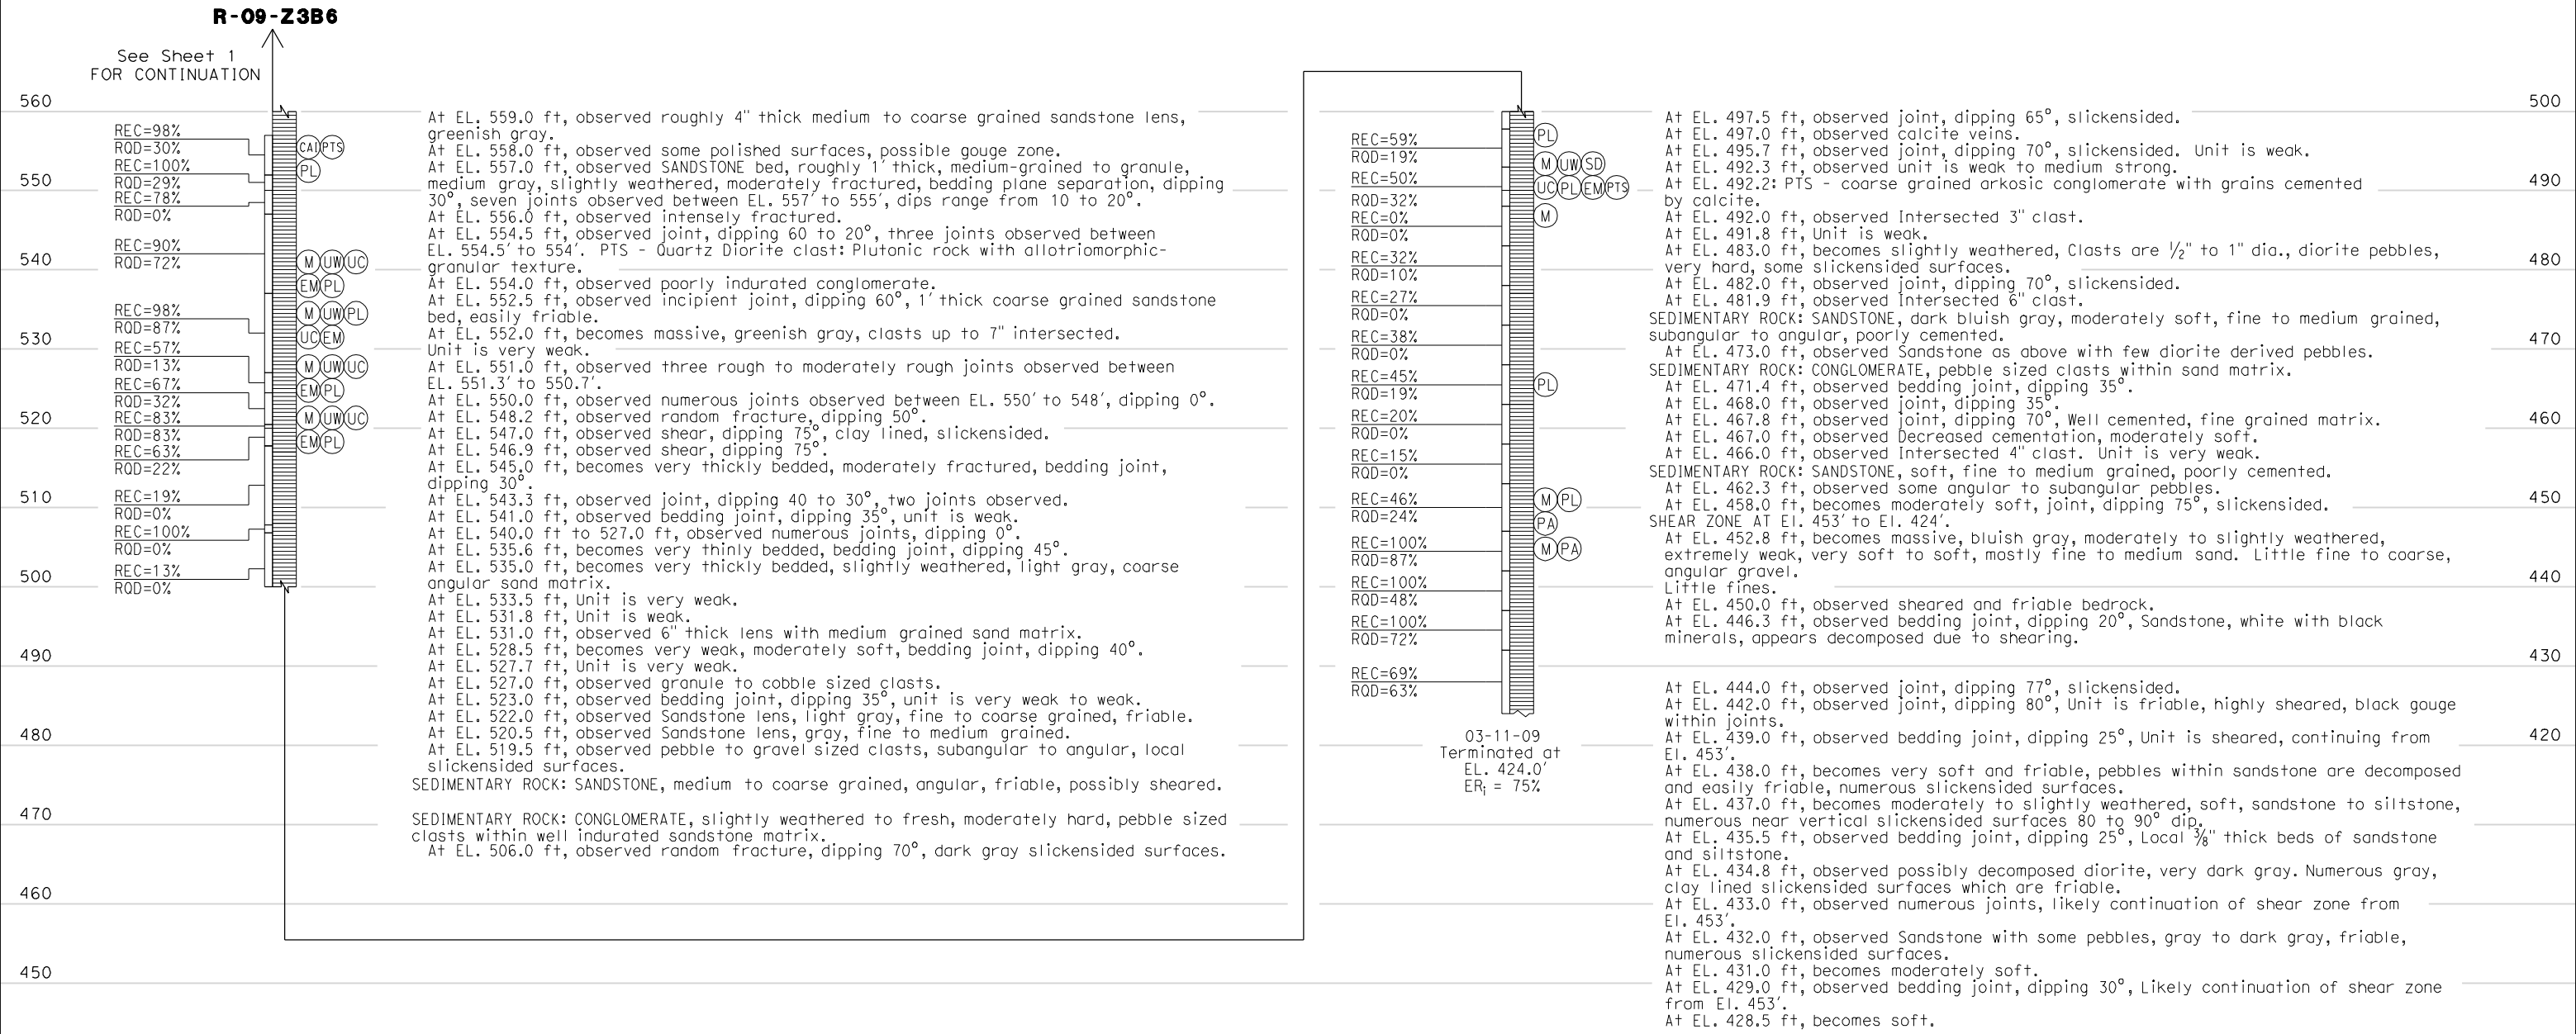 R-09-Z3B6
See Sheet 1
FOR CONTINUATION
560
550
540
530
520
510
500
490
480
470
460
450
REC=98%
RQD=30%
REC=100%
RQD=29%
REC=78%
RQD=0%
REC=90%
RQD=72%
REC=98%
RQD=87%
REC=57%
RQD=13%
REC=67%
RQD=32%
REC=83%
RQD=83%
REC=63%
RQD=22%
REC=19%
RQD=0%
REC=100%
RQD=0%
REC=13%
RQD=0%
CAI PTS
PL
M UW UC
EM PL
M UW PL
UC EM
M UW UC
EM PL
M UW UC
EM PL
At EL. 559.0 ft, observed roughly 4" thick medium to coarse grained sandstone lens,
greenish gray.
At EL. 558.0 ft, observed some polished surfaces, possible gouge zone.
At EL. 557.0 ft, observed SANDSTONE bed, roughly 1' thick, medium-grained to granule,
medium gray, slightly weathered, moderately fractured, bedding plane separation, dipping
30°, seven joints observed between EL. 557' to 555', dips range from 10 to 20°.
At EL. 556.0 ft, observed intensely fractured.
At EL. 554.5 ft, observed joint, dipping 60 to 20°, three joints observed between
EL. 554.5' to 554'. PTS - Quartz Diorite clast: Plutonic rock with allotriomorphic-
granular texture.
At EL. 554.0 ft, observed poorly indurated conglomerate.
At EL. 552.5 ft, observed incipient joint, dipping 60°, 1' thick coarse grained sandstone
bed, easily friable.
At EL. 552.0 ft, becomes massive, greenish gray, clasts up to 7" intersected.
Unit is very weak.
At EL. 551.0 ft, observed three rough to moderately rough joints observed between
EL. 551.3' to 550.7'.
At EL. 550.0 ft, observed numerous joints observed between EL. 550' to 548', dipping 0°.
At EL. 548.2 ft, observed random fracture, dipping 50°.
At EL. 547.0 ft, observed shear, dipping 75°, clay lined, slickensided.
At EL. 546.9 ft, observed shear, dipping 75°.
At EL. 545.0 ft, becomes very thickly bedded, moderately fractured, bedding joint,
dipping 30°.
At EL. 543.3 ft, observed joint, dipping 40 to 30°, two joints observed.
At EL. 541.0 ft, observed bedding joint, dipping 35°, unit is weak.
At EL. 540.0 ft to 527.0 ft, observed numerous joints, dipping 0°.
At EL. 535.6 ft, becomes very thinly bedded, bedding joint, dipping 45°.
At EL. 535.0 ft, becomes very thickly bedded, slightly weathered, light gray, coarse
angular sand matrix.
At EL. 533.5 ft, Unit is very weak.
At EL. 531.8 ft, Unit is weak.
At EL. 531.0 ft, observed 6" thick lens with medium grained sand matrix.
At EL. 528.5 ft, becomes very weak, moderately soft, bedding joint, dipping 40°.
At EL. 527.7 ft, Unit is very weak.
At EL. 527.0 ft, observed granule to cobble sized clasts.
At EL. 523.0 ft, observed bedding joint, dipping 35°, unit is very weak to weak.
At EL. 522.0 ft, observed Sandstone lens, light gray, fine to coarse grained, friable.
At EL. 520.5 ft, observed Sandstone lens, gray, fine to medium grained.
At EL. 519.5 ft, observed pebble to gravel sized clasts, subangular to angular, local
slickensided surfaces.
SEDIMENTARY ROCK: SANDSTONE, medium to coarse grained, angular, friable, possibly sheared.
SEDIMENTARY ROCK: CONGLOMERATE, slightly weathered to fresh, moderately hard, pebble sized
clasts within well indurated sandstone matrix.
At EL. 506.0 ft, observed random fracture, dipping 70°, dark gray slickensided surfaces.
REC=59%
RQD=19%
REC=50%
RQD=32%
REC=0%
RQD=0%
REC=32%
RQD=10%
REC=27%
RQD=0%
REC=38%
RQD=0%
REC=45%
RQD=19%
REC=20%
RQD=0%
REC=15%
RQD=0%
REC=46%
RQD=24%
REC=100%
RQD=87%
REC=100%
RQD=48%
REC=100%
RQD=72%
REC=69%
RQD=63%
PL
M UW SD
UC PL EM PTS
M
PL
M PL
PA
M PA
03-11-09
Terminated at
EL. 424.0'
ERi = 75%
At EL. 497.5 ft, observed joint, dipping 65°, slickensided.
At EL. 497.0 ft, observed calcite veins.
At EL. 495.7 ft, observed joint, dipping 70°, slickensided. Unit is weak.
At EL. 492.3 ft, observed unit is weak to medium strong.
At EL. 492.2: PTS - coarse grained arkosic conglomerate with grains cemented
by calcite.
At EL. 492.0 ft, observed Intersected 3" clast.
At EL. 491.8 ft, Unit is weak.
At EL. 483.0 ft, becomes slightly weathered, Clasts are ½" to 1" dia., diorite pebbles,
very hard, some slickensided surfaces.
At EL. 482.0 ft, observed joint, dipping 70°, slickensided.
At EL. 481.9 ft, observed Intersected 6" clast.
SEDIMENTARY ROCK: SANDSTONE, dark bluish gray, moderately soft, fine to medium grained,
subangular to angular, poorly cemented.
At EL. 473.0 ft, observed Sandstone as above with few diorite derived pebbles.
SEDIMENTARY ROCK: CONGLOMERATE, pebble sized clasts within sand matrix.
At EL. 471.4 ft, observed bedding joint, dipping 35°.
At EL. 468.0 ft, observed joint, dipping 35°.
At EL. 467.8 ft, observed joint, dipping 70°, Well cemented, fine grained matrix.
At EL. 467.0 ft, observed Decreased cementation, moderately soft.
At EL. 466.0 ft, observed Intersected 4" clast. Unit is very weak.
SEDIMENTARY ROCK: SANDSTONE, soft, fine to medium grained, poorly cemented.
At EL. 462.3 ft, observed some angular to subangular pebbles.
At EL. 458.0 ft, becomes moderately soft, joint, dipping 75°, slickensided.
SHEAR ZONE AT El. 453' to El. 424'.
At EL. 452.8 ft, becomes massive, bluish gray, moderately to slightly weathered,
extremely weak, very soft to soft, mostly fine to medium sand. Little fine to coarse,
angular gravel.
Little fines.
At EL. 450.0 ft, observed sheared and friable bedrock.
At EL. 446.3 ft, observed bedding joint, dipping 20°, Sandstone, white with black
minerals, appears decomposed due to shearing.
At EL. 444.0 ft, observed joint, dipping 77°, slickensided.
At EL. 442.0 ft, observed joint, dipping 80°, Unit is friable, highly sheared, black gouge
within joints.
At EL. 439.0 ft, observed bedding joint, dipping 25°, Unit is sheared, continuing from
El. 453'.
At EL. 438.0 ft, becomes very soft and friable, pebbles within sandstone are decomposed
and easily friable, numerous slickensided surfaces.
At EL. 437.0 ft, becomes moderately to slightly weathered, soft, sandstone to siltstone,
numerous near vertical slickensided surfaces 80 to 90° dip.
At EL. 435.5 ft, observed bedding joint, dipping 25°, Local ⅜" thick beds of sandstone
and siltstone.
At EL. 434.8 ft, observed possibly decomposed diorite, very dark gray. Numerous gray,
clay lined slickensided surfaces which are friable.
At EL. 433.0 ft, observed numerous joints, likely continuation of shear zone from
El. 453'.
At EL. 432.0 ft, observed Sandstone with some pebbles, gray to dark gray, friable,
numerous slickensided surfaces.
At EL. 431.0 ft, becomes moderately soft.
At EL. 429.0 ft, observed bedding joint, dipping 30°, Likely continuation of shear zone
from El. 453'.
At EL. 428.5 ft, becomes soft.
500
490
480
470
460
450
440
430
420